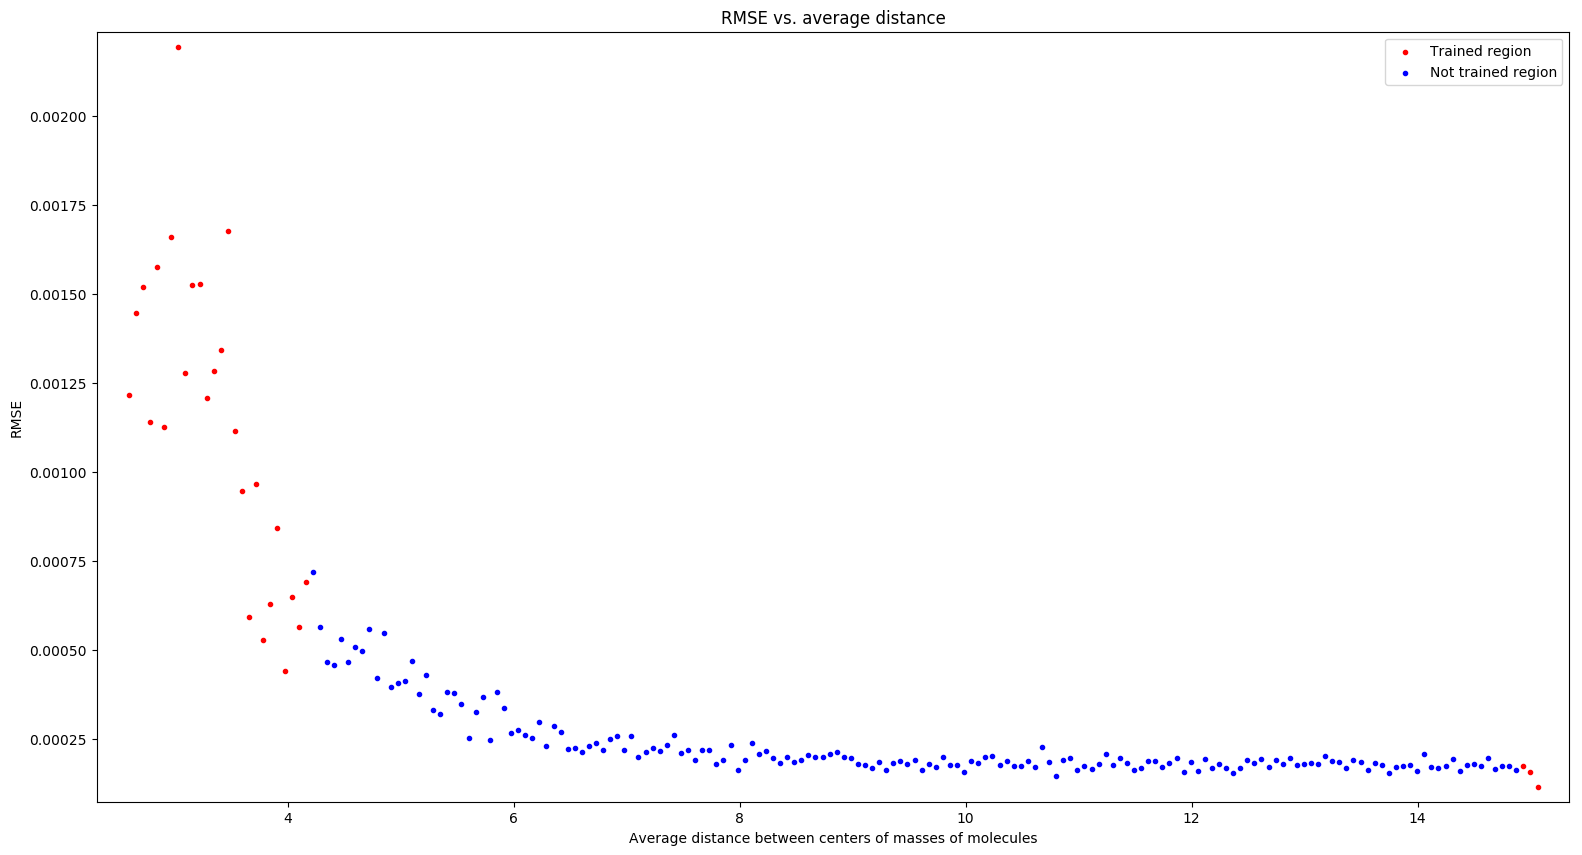 RMSE vs. average distance
Trained region
Not trained region
0.00200
0.00175
0.00150
0.00125
0.00100
0.00075
0.00050
0.00025
RMSE
4 6 8 10 12 14
Average distance between centers of masses of molecules